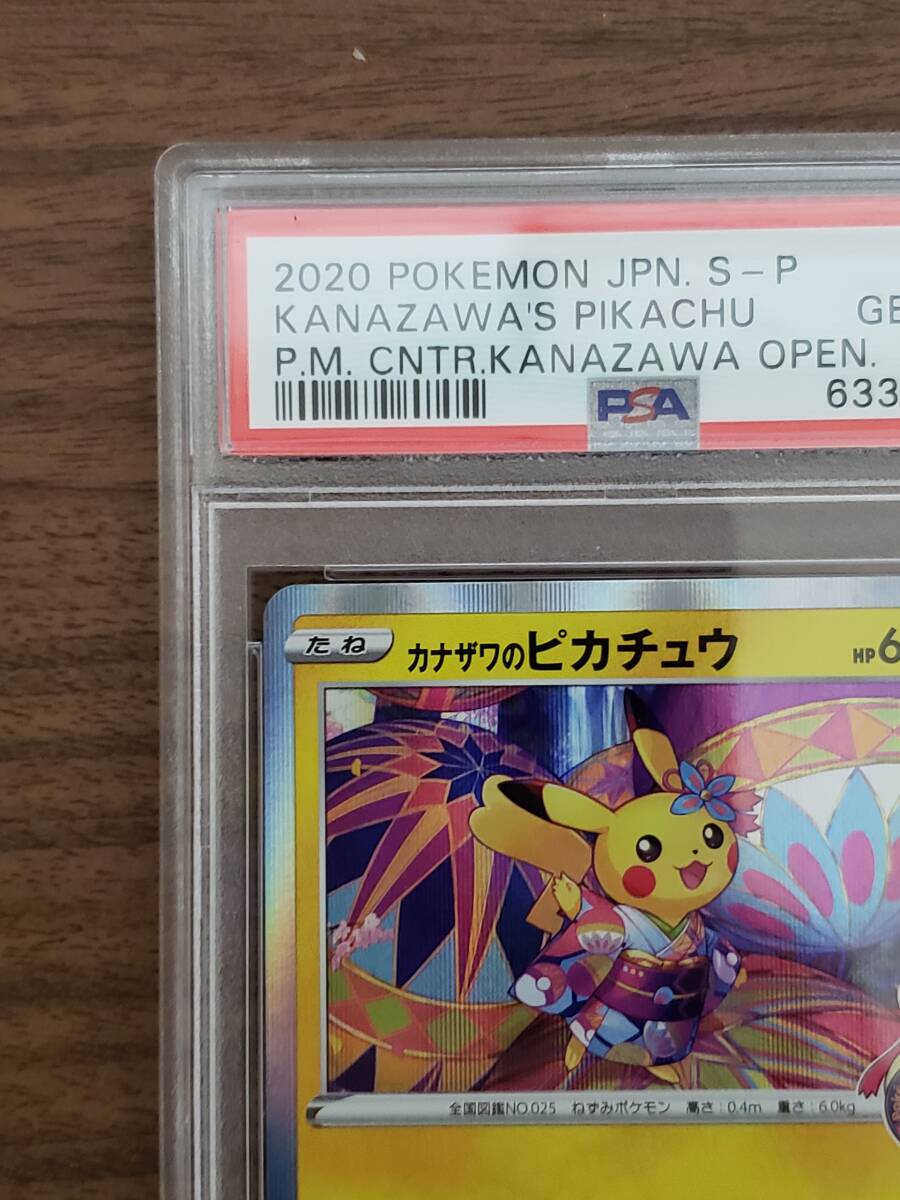 2020 POKEMON JPN. S-P
KANAZAWA'S PIKACHU
P.M. CNTR.KANAZAWA OPEN.
PSA
たね
カナザワのピカチュウ
HP
全国図鑑NO.025 ねずみポケモン 高さ:0.4m 重さ:6.0kg